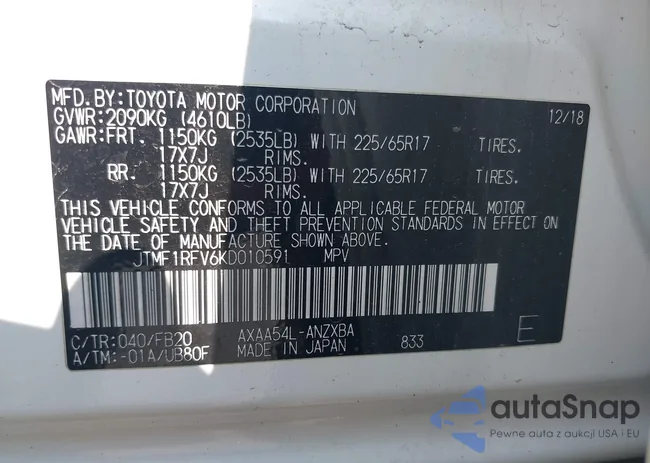 MFD.BY:TOYOTA MOTOR CORPORATION 12/18
GVWR:2090KG (4610LB)
GAWR:FRT. 1150KG (2535LB) WITH 225/65R17 TIRES.
17X7J RIMS.
RR. 1150KG (2535LB) WITH 225/65R17 TIRES.
17X7J RIMS.
THIS VEHICLE CONFORMS TO ALL APPLICABLE FEDERAL MOTOR
VEHICLE SAFETY AND THEFT PREVENTION STANDARDS IN EFFECT ON
THE DATE OF MANUFACTURE SHOWN ABOVE.
JTMF1RFV6KD010591 MPV
C/TR:040/FB20 AXAA54L-ANZXBA
A/TM:-01A/UB80F MADE IN JAPAN 833 E
autaSnap
Pewne auta z aukcji USA i EU